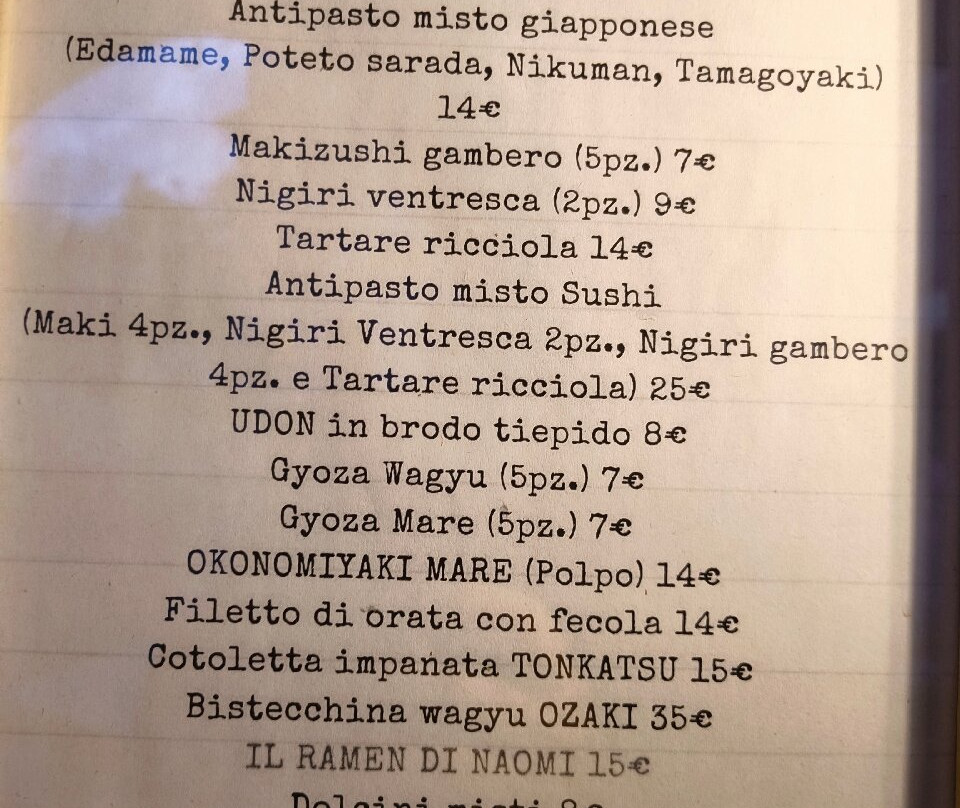 Antipasto misto giapponese
(Edamame, Poteto sarada, Nikuman, Tamagoyaki)
14€
Makizushi gambero (5pz.) 7€
Nigiri ventresca (2pz.) 9€
Tartare ricciola 14€
Antipasto misto Sushi
(Maki 4pz., Nigiri Ventresca 2pz., Nigiri gambero
4pz. e Tartare ricciola) 25€
UDON in brodo tiepido 8€
Gyoza Wagyu (5pz.) 7€
Gyoza Mare (5pz.) 7€
OKONOMIYAKI MARE (Polpo) 14€
Filetto di orata con fecola 14€
Cotoletta impanata TONKATSU 15€
Bistecchina wagyu OZAKI 35€
IL RAMEN DI NAOMI 15€
Dolcini misti